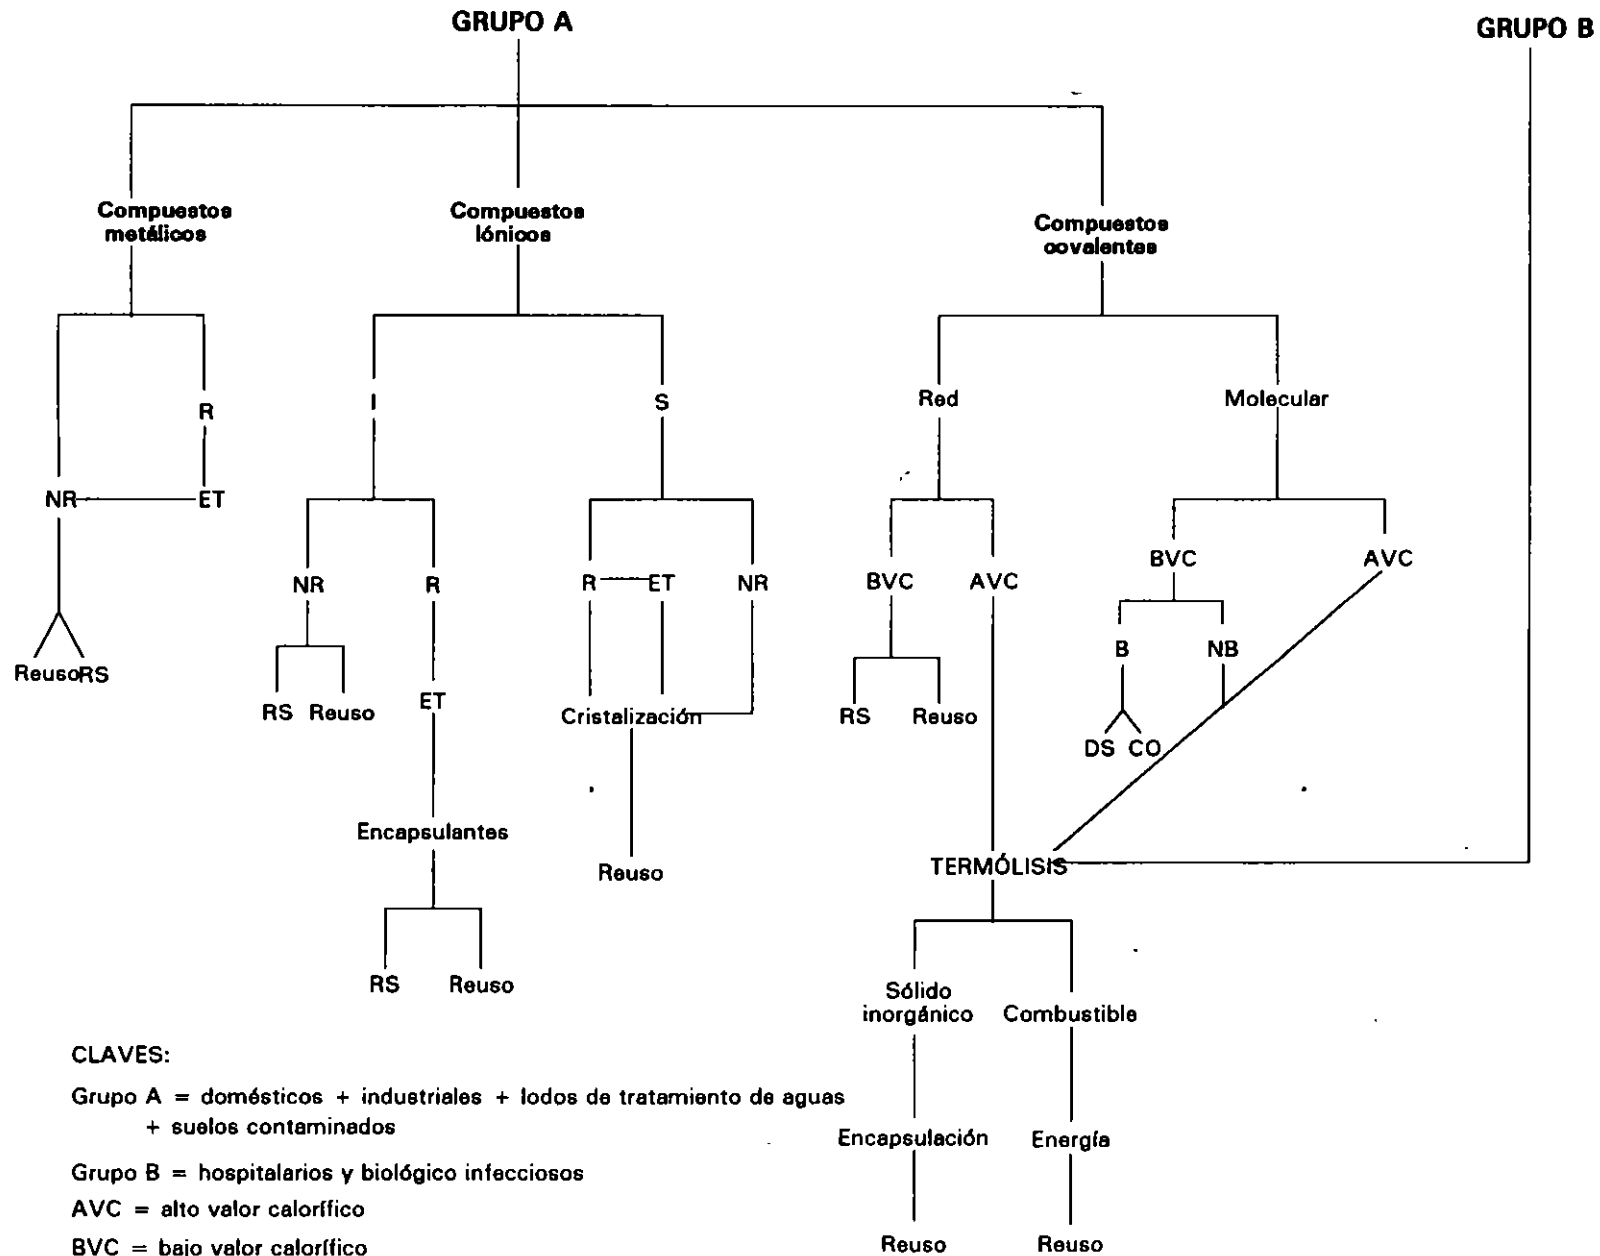 GRUPO A
GRUPO B
Compuestos
metálicos
Compuestos
Iónicos
Compuestos
covalentes
I
S
Red
Molecular
R
NR
ET
NR
R
R
ET
NR
BVC
AVC
BVC
AVC
B
NB
Reuso
RS
RS
Reuso
ET
Cristalización
RS
Reuso
DS
CO
Encapsulantes
Reuso
TERMÓLISIS
RS
Reuso
Sólido
inorgánico
Combustible
CLAVES:
Grupo A = domésticos + industriales + lodos de tratamiento de aguas
+ suelos contaminados
Encapsulación
Energía
Grupo B = hospitalarios y biológico infecciosos
AVC = alto valor calorífico
BVC = bajo valor calorífico
Reuso
Reuso